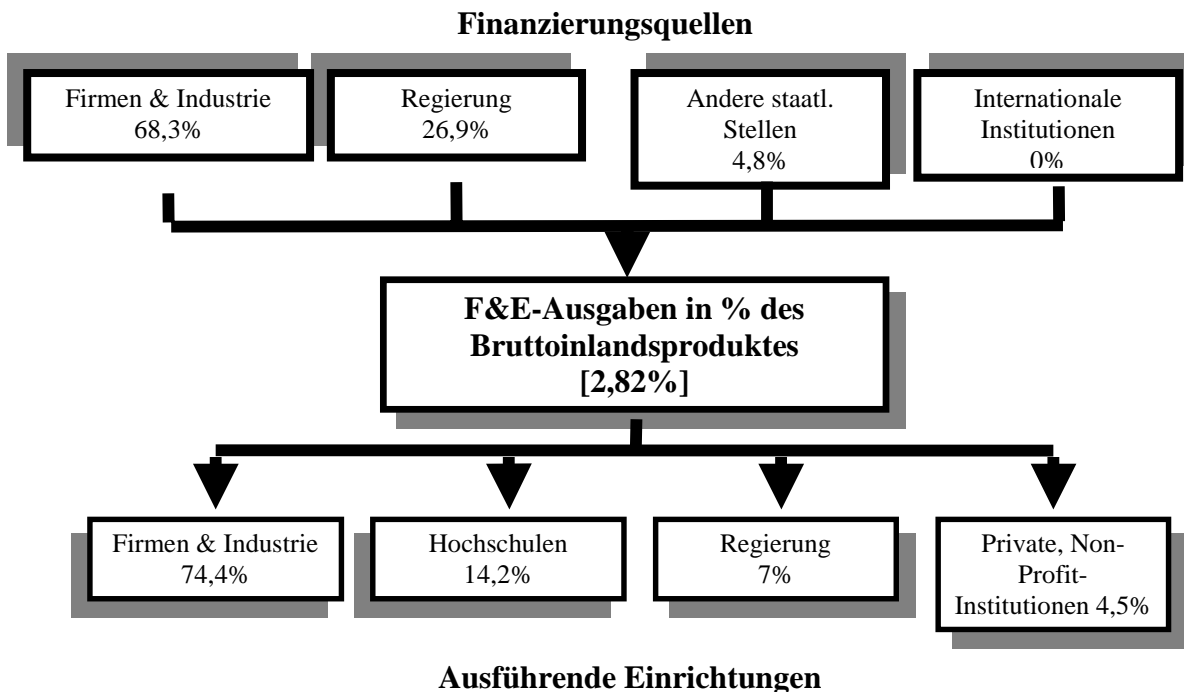 Finanzierungsquellen
Firmen & Industrie
68,3%
Regierung
26,9%
Andere staatl.
Stellen
4,8%
Internationale
Institutionen
0%
F&E-Ausgaben in % des
Bruttoinlandsproduktes
[2,82%]
Firmen & Industrie
74,4%
Hochschulen
14,2%
Regierung
7%
Private, Non-
Profit-
Institutionen 4,5%
Ausführende Einrichtungen